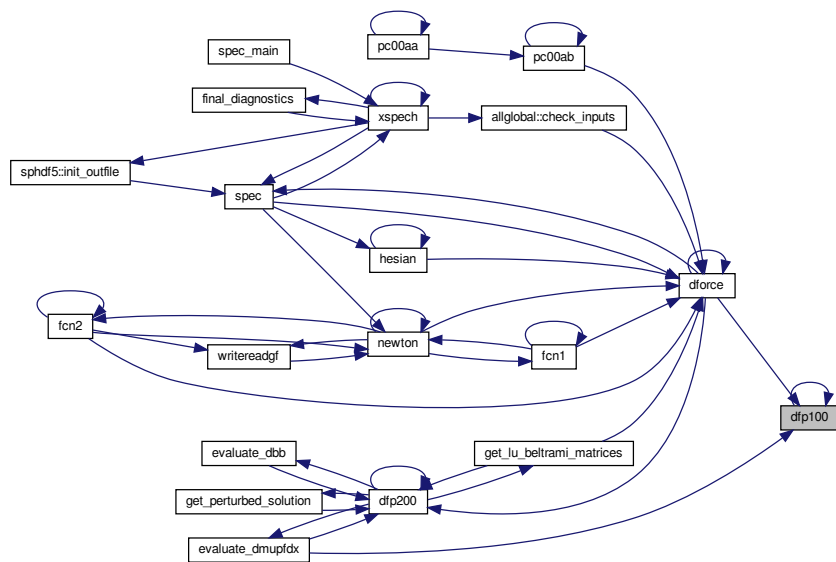 pc00aa
spec_main
pc00ab
final_diagnostics
xspech
allglobal::check_inputs
sphdf5::init_outfile
spec
hesian
dforce
fcn2
newton
writereadgf
fcn1
dfp100
evaluate_dbb
get_lu_beltrami_matrices
get_perturbed_solution
dfp200
evaluate_dmupfdx